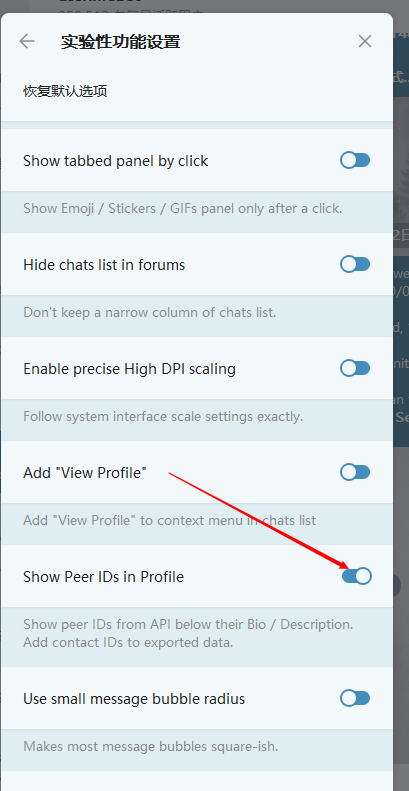 实验性功能设置
恢复默认选项
Show tabbed panel by click
Show Emoji / Stickers / GIFs panel only after a click.
Hide chats list in forums
Don't keep a narrow column of chats list.
Enable precise High DPI scaling
Follow system interface scale settings exactly.
Add "View Profile"
Add "View Profile" to context menu in chats list
Show Peer IDs in Profile
Show peer IDs from API below their Bio / Description.
Add contact IDs to exported data.
Use small message bubble radius
Makes most message bubbles square-ish.